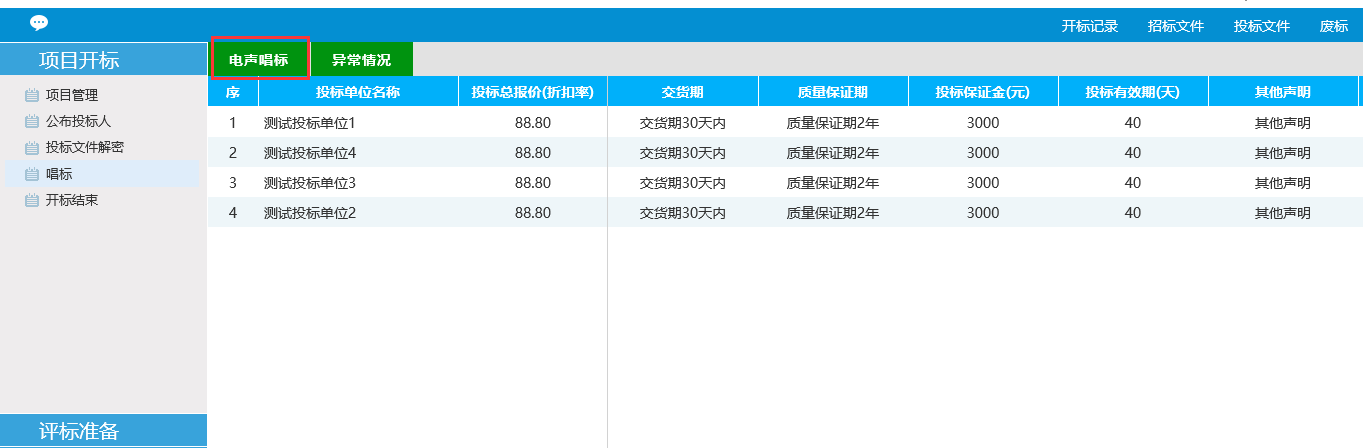 开标记录 招标文件 投标文件 废标
项目开标
项目管理
公布投标人
投标文件解密
唱标
开标结束
评标准备
电声唱标 异常情况
序 投标单位名称 投标总报价(折扣率) 交货期 质量保证期 投标保证金(元) 投标有效期(天) 其他声明
1 测试投标单位1 88.80 交货期30天内 质量保证期2年 3000 40 其他声明
2 测试投标单位4 88.80 交货期30天内 质量保证期2年 3000 40 其他声明
3 测试投标单位3 88.80 交货期30天内 质量保证期2年 3000 40 其他声明
4 测试投标单位2 88.80 交货期30天内 质量保证期2年 3000 40 其他声明